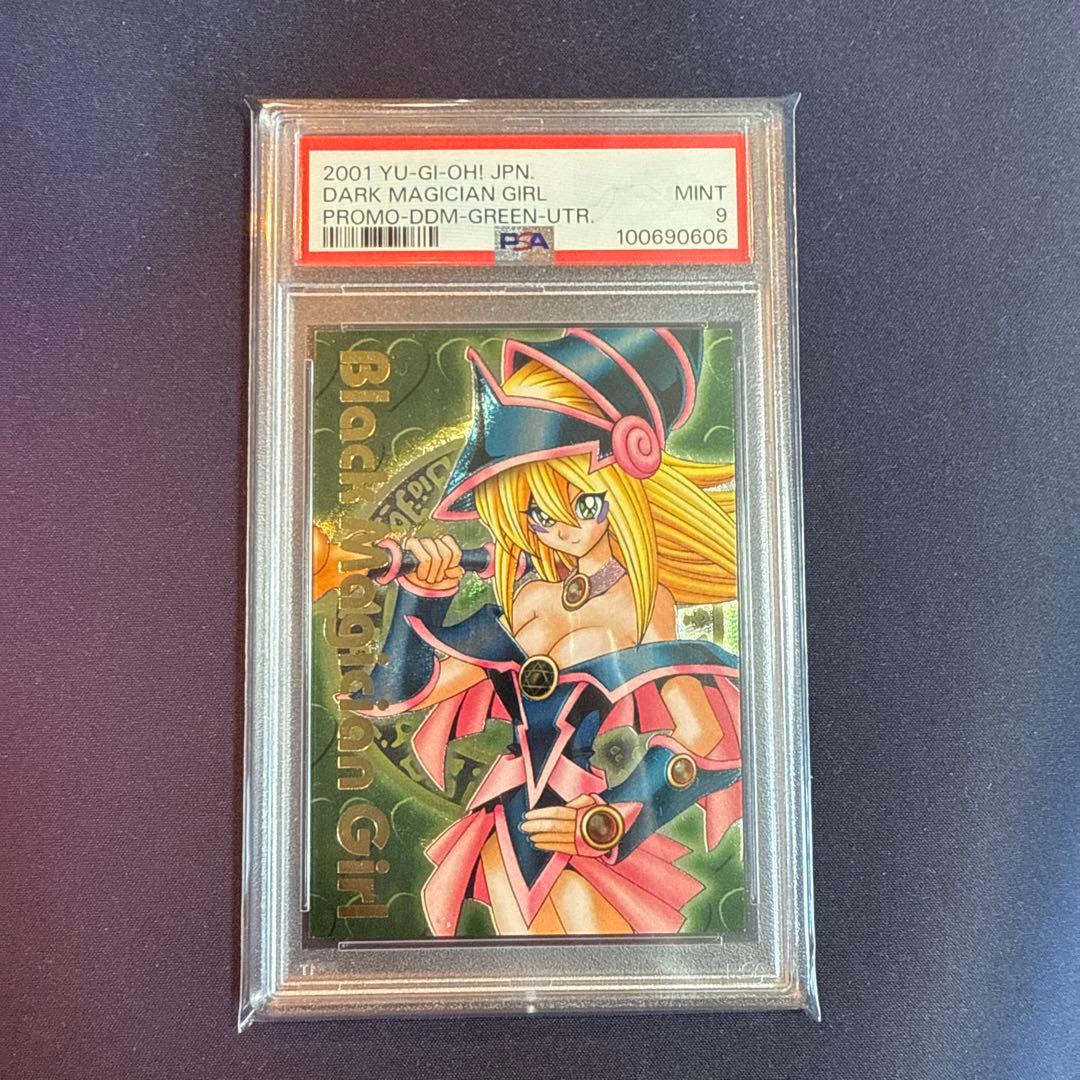 2001 YU-GI-OH! JPN.
DARK MAGICIAN GIRL
MINT
PROMO-DDM-GREEN-UTR.
9
PSA
100690606
Black Magician Girl